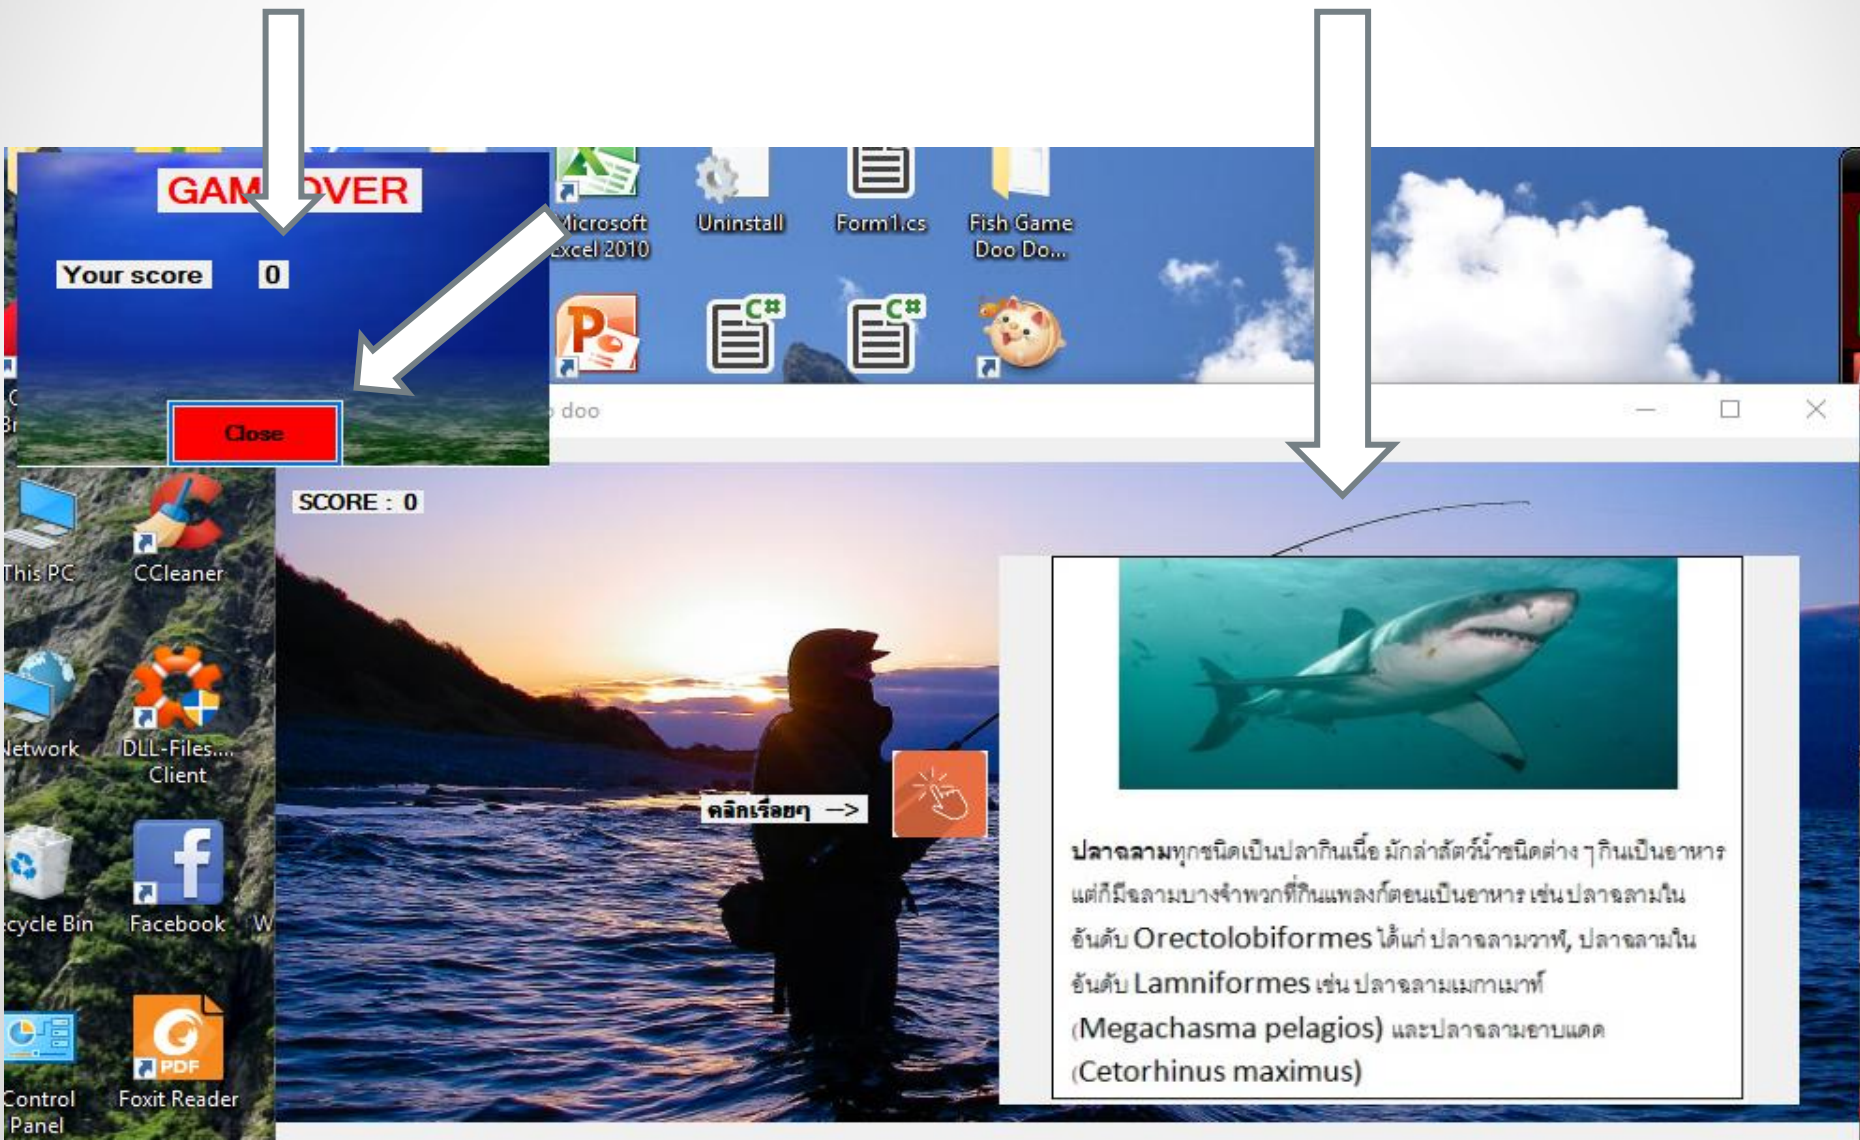 GAM OVER
Your score 0
Close
Microsoft
Excel 2010
Uninstall
Form1.cs
Fish Game
Doo Do...
C#
C#
doo
SCORE : 0
This PC
CCleaner
Network
DLL-Files....
Client
คลิกเรื่อยๆ -->
Recycle Bin
Facebook
W
Control
Panel
PDF
Foxit Reader
ปลาฉลามทุกชนิดเป็นปลากินเนื้อ มักล่าสัตว์น้ำชนิดต่าง ๆ กินเป็นอาหาร
แต่ก็มีฉลามบางจำพวกที่กินแพลงก์ตอนเป็นอาหาร เช่น ปลาฉลามใน
อันดับ Orectolobiformes ได้แก่ ปลาฉลามวาฬ, ปลาฉลามใน
อันดับ Lamniformes เช่น ปลาฉลามเมกาเมาท์
(Megachasma pelagios) และปลาฉลามอาบแดด
(Cetorhinus maximus)